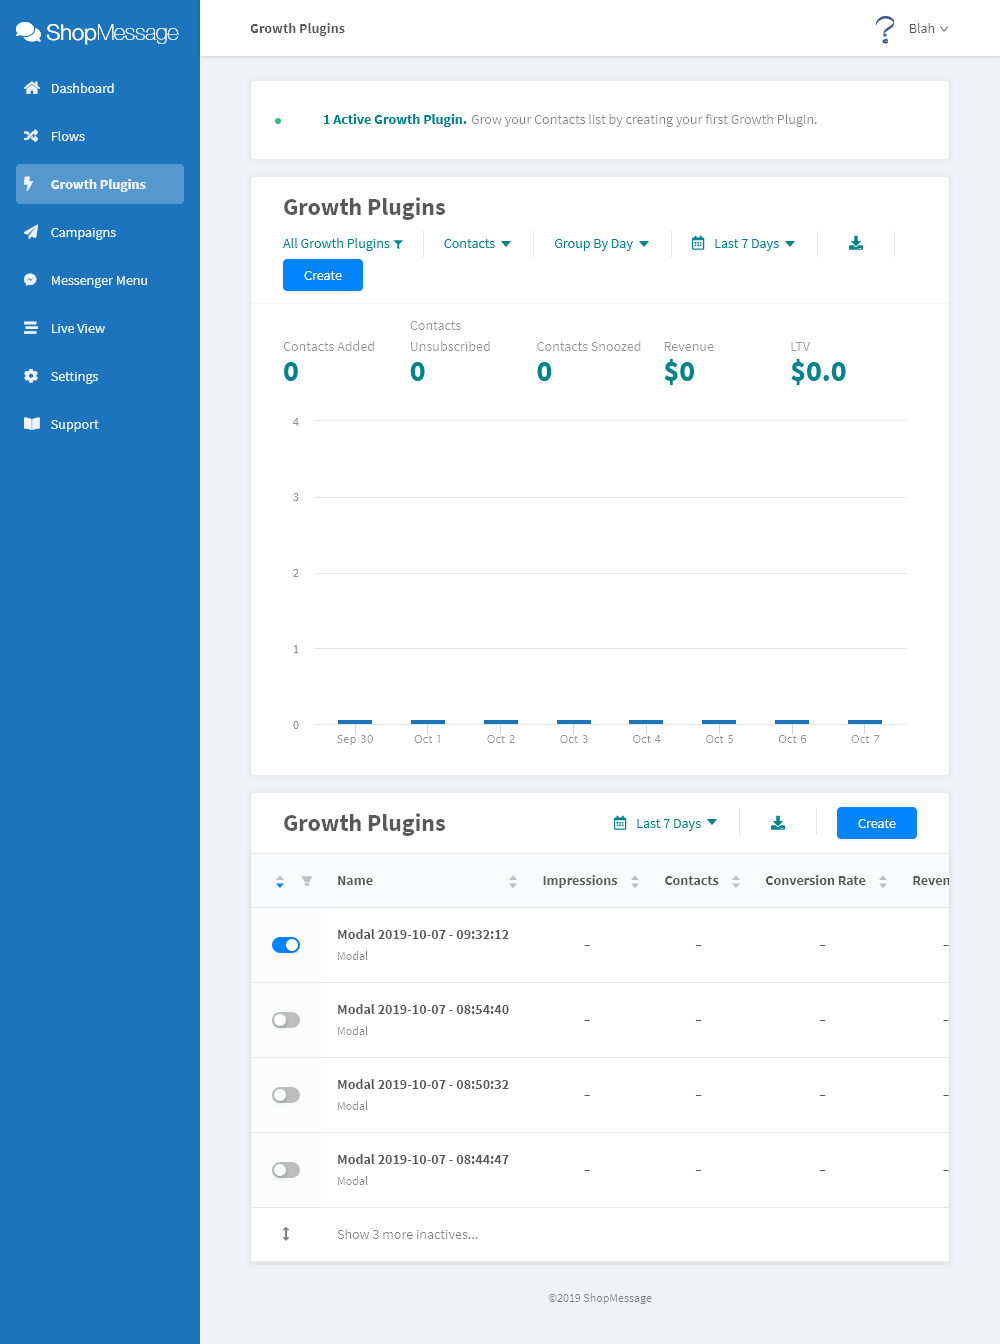 ShopMessage
Growth Plugins
Blah
Dashboard
Flows
Growth Plugins
Campaigns
Messenger Menu
Live View
Settings
Support
1 Active Growth Plugin. Grow your Contacts list by creating your first Growth Plugin.
Growth Plugins
All Growth Plugins
Contacts
Group By Day
Last 7 Days
Create
Contacts Added
0
Contacts
Unsubscribed
0
Contacts Snoozed
0
Revenue
$0
LTV
$0.0
4
3
2
1
0
Sep 30 Oct 1 Oct 2 Oct 3 Oct 4 Oct 5 Oct 6 Oct 7
Growth Plugins
Last 7 Days
Create
Name Impressions Contacts Conversion Rate Reven
Modal 2019-10-07 - 09:32:12 – – – –
Modal
Modal 2019-10-07 - 08:54:40 – – – –
Modal
Modal 2019-10-07 - 08:50:32 – – – –
Modal
Modal 2019-10-07 - 08:44:47 – – – –
Modal
Show 3 more inactives...
©2019 ShopMessage